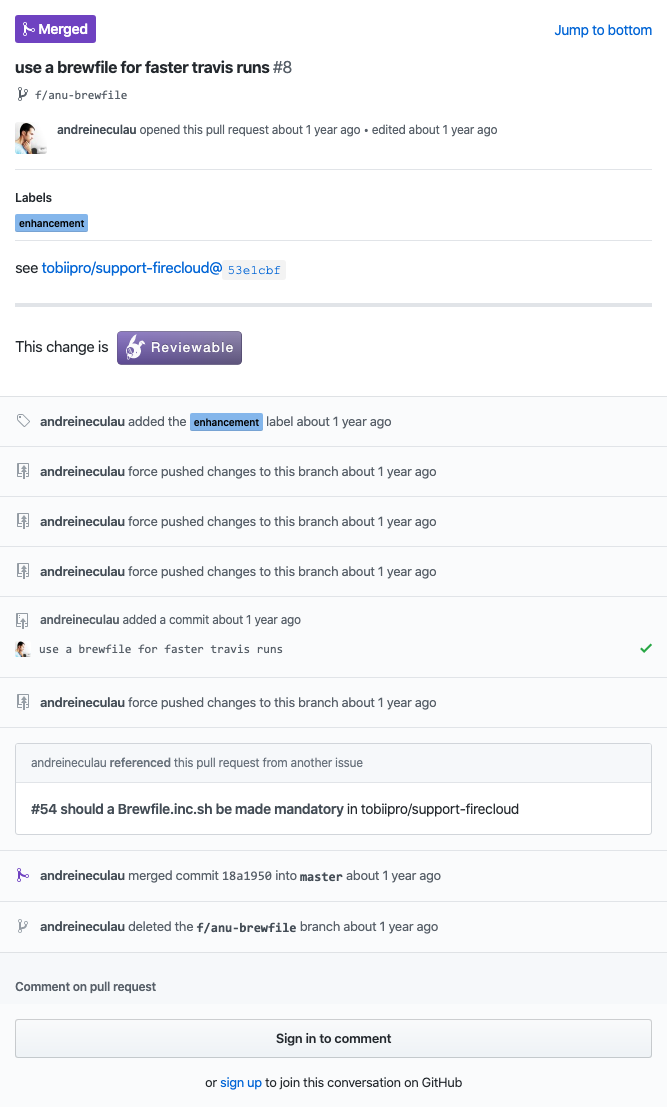 Merged
Jump to bottom
use a brewfile for faster travis runs #8
f/anu-brewfile
andreineculau opened this pull request about 1 year ago • edited about 1 year ago
Labels
enhancement
see tobiipro/support-firecloud@ 53e1cbf
This change is Reviewable
andreineculau added the enhancement label about 1 year ago
andreineculau force pushed changes to this branch about 1 year ago
andreineculau force pushed changes to this branch about 1 year ago
andreineculau force pushed changes to this branch about 1 year ago
andreineculau added a commit about 1 year ago
use a brewfile for faster travis runs
andreineculau force pushed changes to this branch about 1 year ago
andreineculau referenced this pull request from another issue
#54 should a Brewfile.inc.sh be made mandatory in tobiipro/support-firecloud
andreineculau merged commit 18a1950 into master about 1 year ago
andreineculau deleted the f/anu-brewfile branch about 1 year ago
Comment on pull request
Sign in to comment
or sign up to join this conversation on GitHub